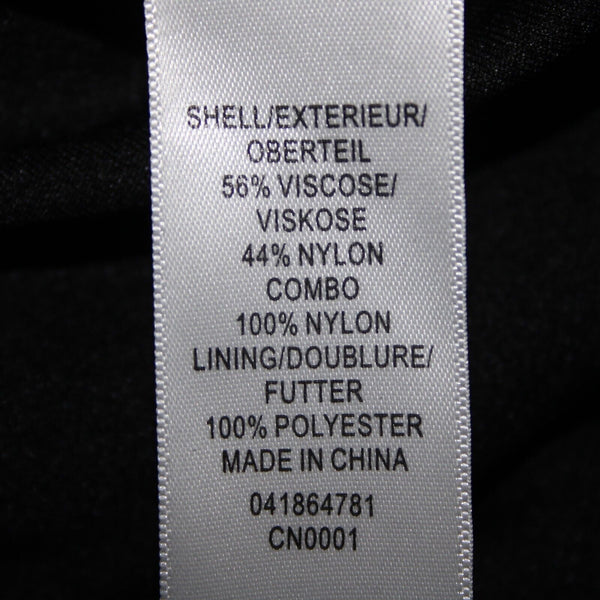 SHELL/EXTERIEUR/
OBERTEIL
56% VISCOSE/
VISKOSE
44% NYLON
COMBO
100% NYLON
LINING/DOUBLURE/
FUTTER
100% POLYESTER
MADE IN CHINA
041864781
CN0001